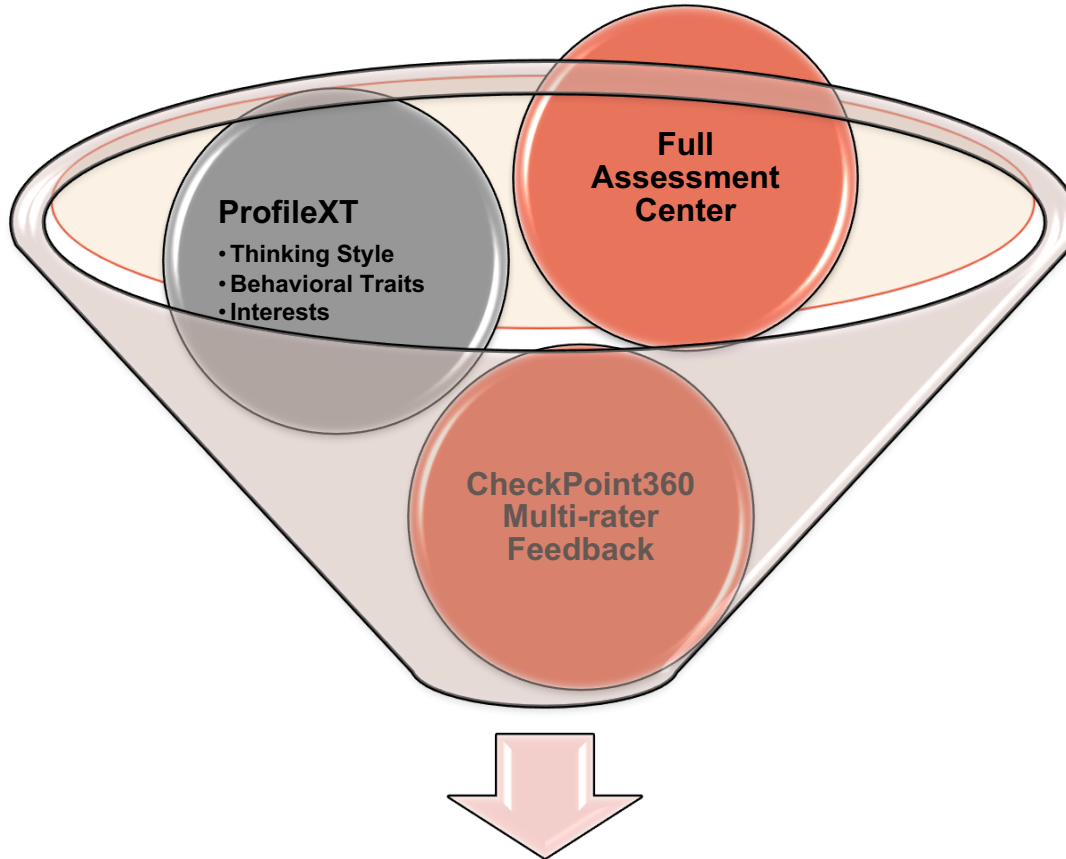 ProfileXT
• Thinking Style
• Behavioral Traits
• Interests
Full
Assessment
Center
CheckPoint360
Multi-rater
Feedback